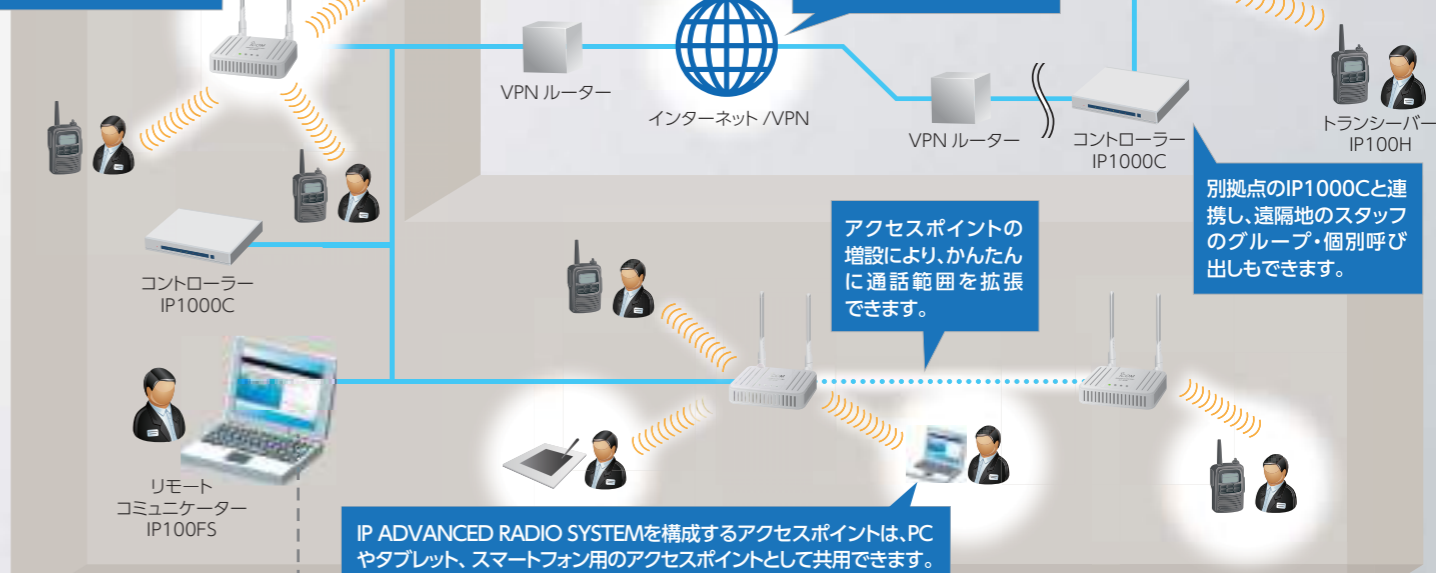 VPN ルーター
インターネット /VPN
VPN ルーター
コントローラー
IP1000C
トランシーバー
IP100H
別拠点のIP1000Cと連
携し、遠隔地のスタッフ
のグループ・個別呼び
出しもできます。
アクセスポイントの
増設により、かんたん
に通話範囲を拡張
できます。
コントローラー
IP1000C
リモート
コミュニケーター
IP100FS
IP ADVANCED RADIO SYSTEMを構成するアクセスポイントは、PC
やタブレット、スマートフォン用のアクセスポイントとして共用できます。